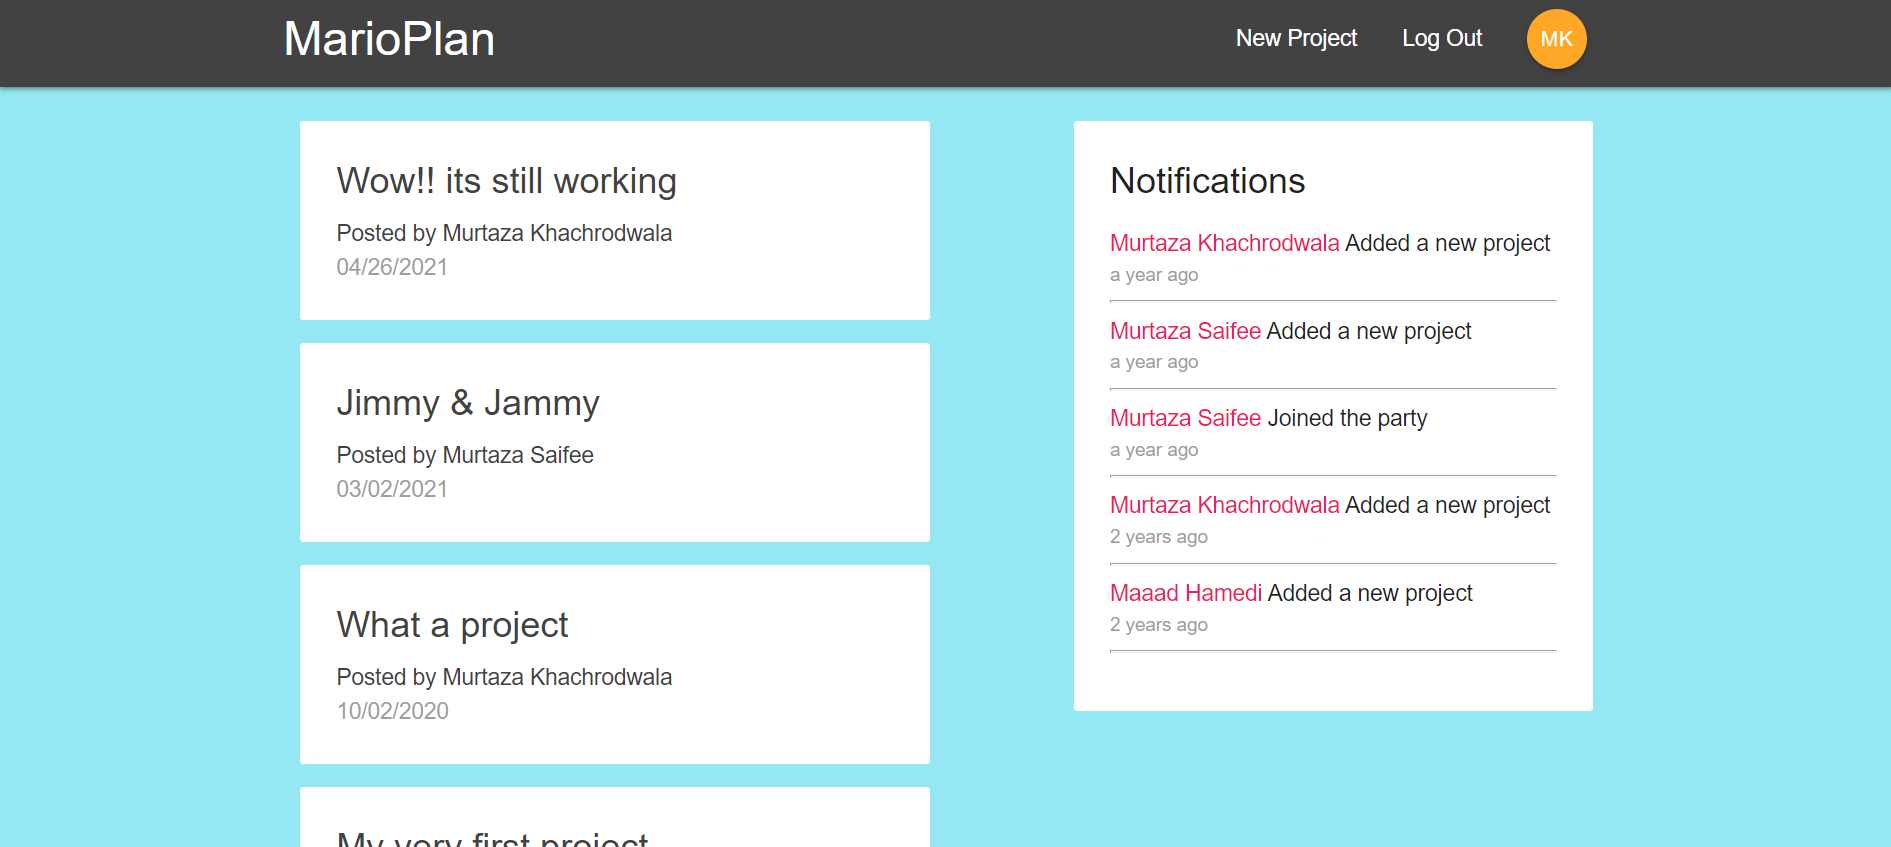 MarioPlan
New Project
Log Out
MK
Wow!! its still working
Posted by Murtaza Khachrodwala
04/26/2021
Jimmy & Jammy
Posted by Murtaza Saifee
03/02/2021
What a project
Posted by Murtaza Khachrodwala
10/02/2020
My very first project
Notifications
Murtaza Khachrodwala Added a new project
a year ago
Murtaza Saifee Added a new project
a year ago
Murtaza Saifee Joined the party
a year ago
Murtaza Khachrodwala Added a new project
2 years ago
Maaad Hamedi Added a new project
2 years ago